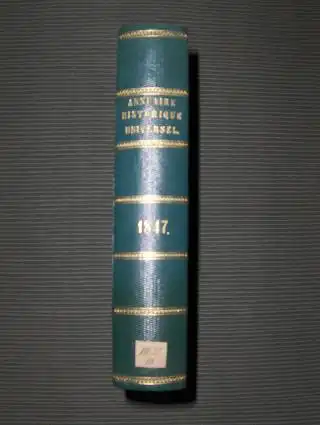 ANNUAIRE
HISTORIQUE
UNIVERSEL.
1847.